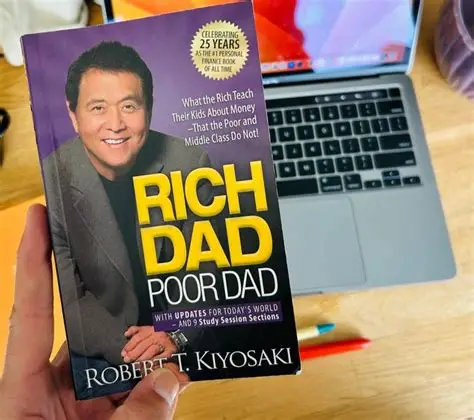 CELEBRATING
25 YEARS
AS THE #1 PERSONAL
FINANCE BOOK
OF ALL TIME
What the Rich Teach
Their Kids About Money
–That the Poor and
Middle Class Do Not!
RICH
DAD
POOR DAD
WITH UPDATES FOR TODAY'S WORLD
– AND 9 Study Session Sections
ROBERT T. KIYOSAKI